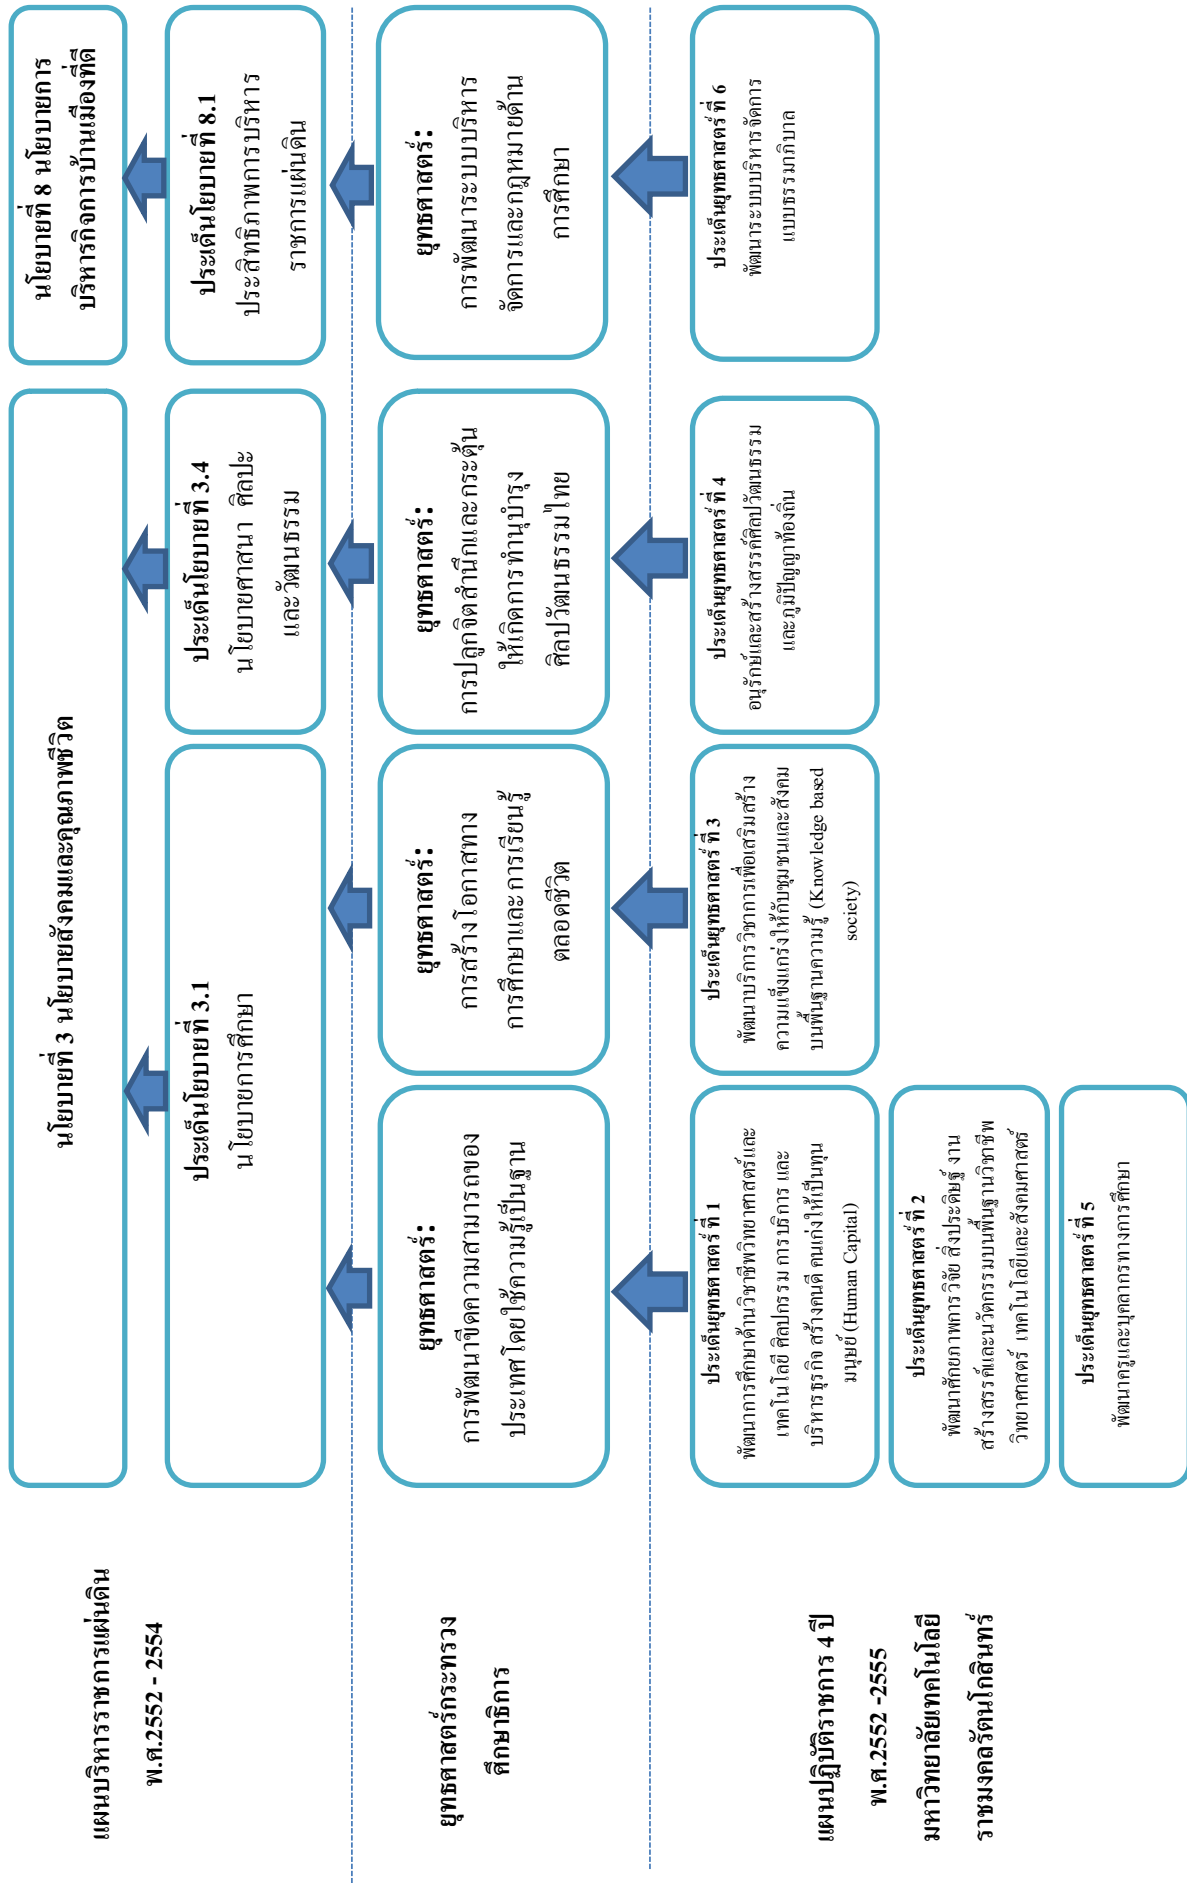 แผนบริหารราชการแผ่นดิน
พ.ศ.2552 - 2554
นโยบายที่ 3 นโยบายสังคมและคุณภาพชีวิต
นโยบายที่ 8 นโยบายการ
บริหารกิจการบ้านเมืองที่ดี
ประเด็นโยบายที่ 3.1
นโยบายการศึกษา
ประเด็นโยบายที่ 3.4
นโยบายศาสนา ศิลปะ
และวัฒนธรรม
ประเด็นโยบายที่ 8.1
ประสิทธิภาพการบริหาร
ราชการแผ่นดิน
ยุทธศาสตร์กระทรวง
ศึกษาธิการ
ยุทธศาสตร์:
การพัฒนาขีดความสามารถของ
ประเทศโดยใช้ความรู้เป็นฐาน
ยุทธศาสตร์:
การสร้างโอกาสทาง
การศึกษาและการเรียนรู้
ตลอดชีวิต
ยุทธศาสตร์:
การปลูกจิตสำนึกและกระตุ้น
ให้เกิดการทำนุบำรุง
ศิลปวัฒนธรรมไทย
ยุทธศาสตร์:
การพัฒนาระบบบริหาร
จัดการและกฎหมายด้าน
การศึกษา
แผนปฏิบัติราชการ 4 ปี
พ.ศ.2552 -2555
มหาวิทยาลัยเทคโนโลยี
ราชมงคลรัตนโกสินทร์
ประเด็นยุทธศาสตร์ ที่ 1
พัฒนาการศึกษาด้านวิชาชีพวิทยาศาสตร์และ
เทคโนโลยี ศิลปกรรม การบริการ และ
บริหารธุรกิจ สร้างคนดี คนเก่งให้เป็นทุน
มนุษย์ (Human Capital)
ประเด็นยุทธศาสตร์ ที่ 2
พัฒนาศักยภาพการวิจัย สิ่งประดิษฐ์ งาน
สร้างสรรค์และนวัตกรรมบนพื้นฐานวิชาชีพ
วิทยาศาสตร์ เทคโนโลยีและสังคมศาสตร์
ประเด็นยุทธศาสตร์ ที่ 5
พัฒนาครูและบุคลากรทางการศึกษา
ประเด็นยุทธศาสตร์ ที่ 3
พัฒนาบริการวิชาการเพื่อเสริมสร้าง
ความแข็งแกร่งให้กับชุมชนและสังคม
บนพื้นฐานความรู้ (Knowledge based
society)
ประเด็นยุทธศาสตร์ ที่ 4
อนุรักษ์และสร้างสรรค์ศิลปวัฒนธรรม
และภูมิปัญญาท้องถิ่น
ประเด็นยุทธศาสตร์ ที่ 6
พัฒนาระบบบริหารจัดการ
แบบธรรมาภิบาล